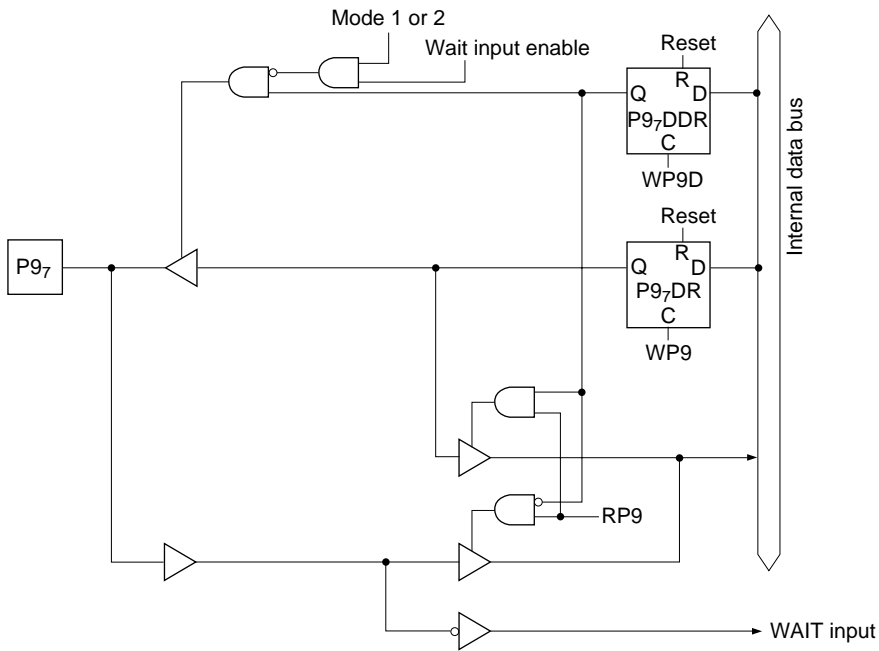 Mode 1 or 2
Wait input enable
Reset
R
Q
D
P9₇DDR
C
WP9D
Internal data bus
Reset
R
P9₇
Q
D
P9₇DR
C
WP9
RP9
WAIT input